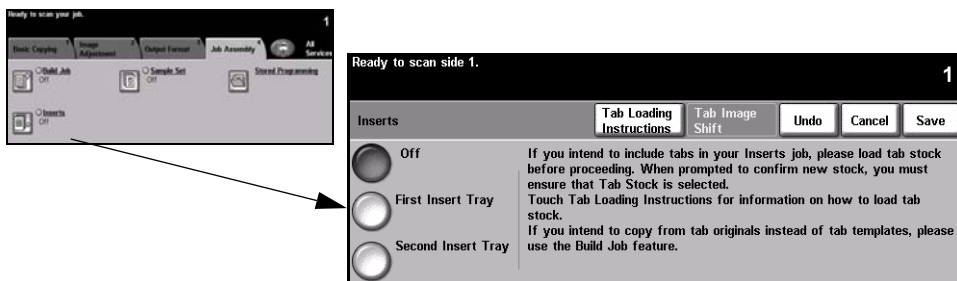 Ready to scan your job.
1
Basic Copying
Image Adjustment
Output Format
Job Assembly
All Services
Build Job
Off
Sample Set
Off
Stored Programming
Inserts
Off
Ready to scan side 1.
1
Inserts
Tab Loading Instructions
Tab Image Shift
Undo
Cancel
Save
Off
First Insert Tray
Second Insert Tray
If you intend to include tabs in your Inserts job, please load tab stock
before proceeding. When prompted to confirm new stock, you must
ensure that Tab Stock is selected.
Touch Tab Loading Instructions for information on how to load tab
stock.
If you intend to copy from tab originals instead of tab templates, please
use the Build Job feature.